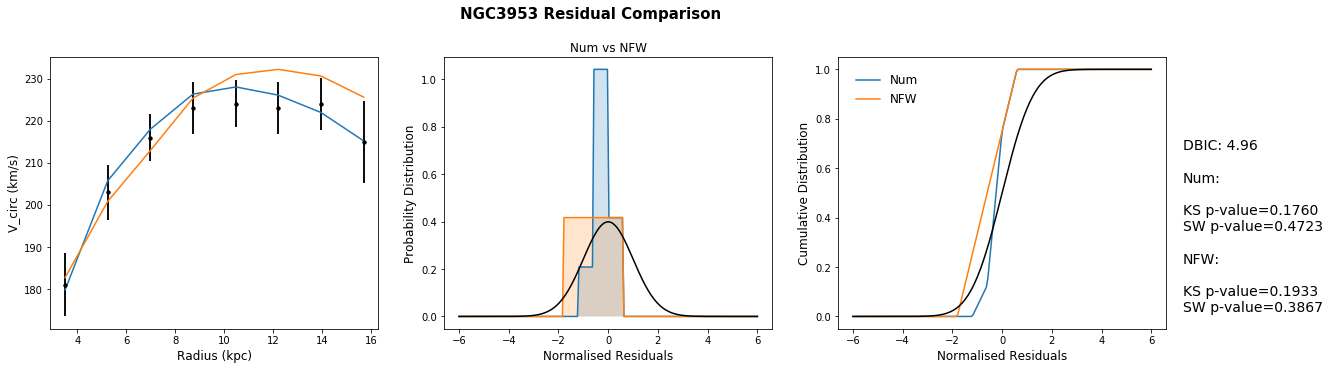 NGC3953 Residual Comparison
V_circ (km/s)
230
220
210
200
190
180
4 6 8 10 12 14 16
Radius (kpc)
Num vs NFW
Probability Distribution
1.0
0.8
0.6
0.4
0.2
0.0
−6 −4 −2 0 2 4 6
Normalised Residuals
Cumulative Distribution
1.0
0.8
0.6
0.4
0.2
0.0
−6 −4 −2 0 2 4 6
Normalised Residuals
Num
NFW
DBIC: 4.96
Num:
KS p-value=0.1760
SW p-value=0.4723
NFW:
KS p-value=0.1933
SW p-value=0.3867